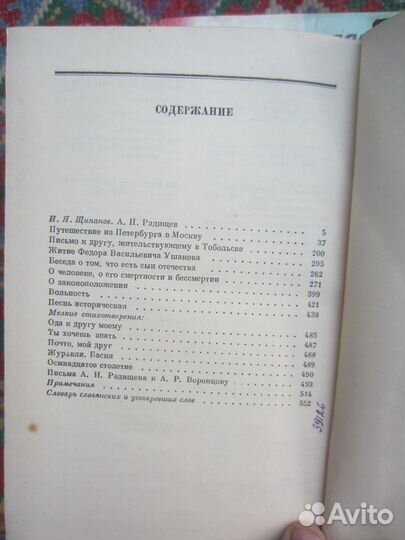 СОДЕРЖАНИЕ
И. Я. Щипанов. А. Н. Радищев 5
Путешествие из Петербурга в Москву 37
Письмо к другу, жительствующему в Тобольске 200
Житие Федора Васильевича Ушакова 205
Беседа о том, что есть сын отечества 262
О человеке, о его смертности и бессмертии 271
О законоположении 399
Вольность 421
Песнь историческая 438
Мелкие стихотворения:
Ода к другу моему 485
Ты хочешь знать 487
Почто, мой друг 488
Журавли. Басня 489
Осмнадцатое столетие 490
Письма А. Н. Радищева к А. Р. Воронцову 493
Примечания 514
Словарь славянских и устаревших слов 552
39126
Avito